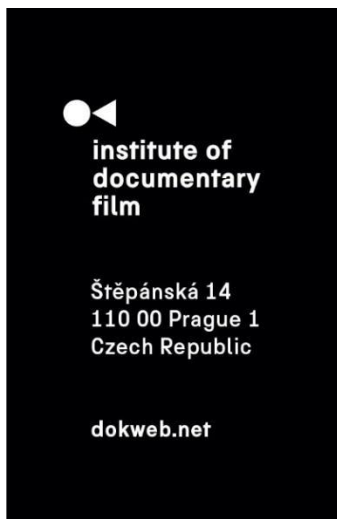 institute of
documentary
film
Štěpánská 14
110 00 Prague 1
Czech Republic
dokweb.net